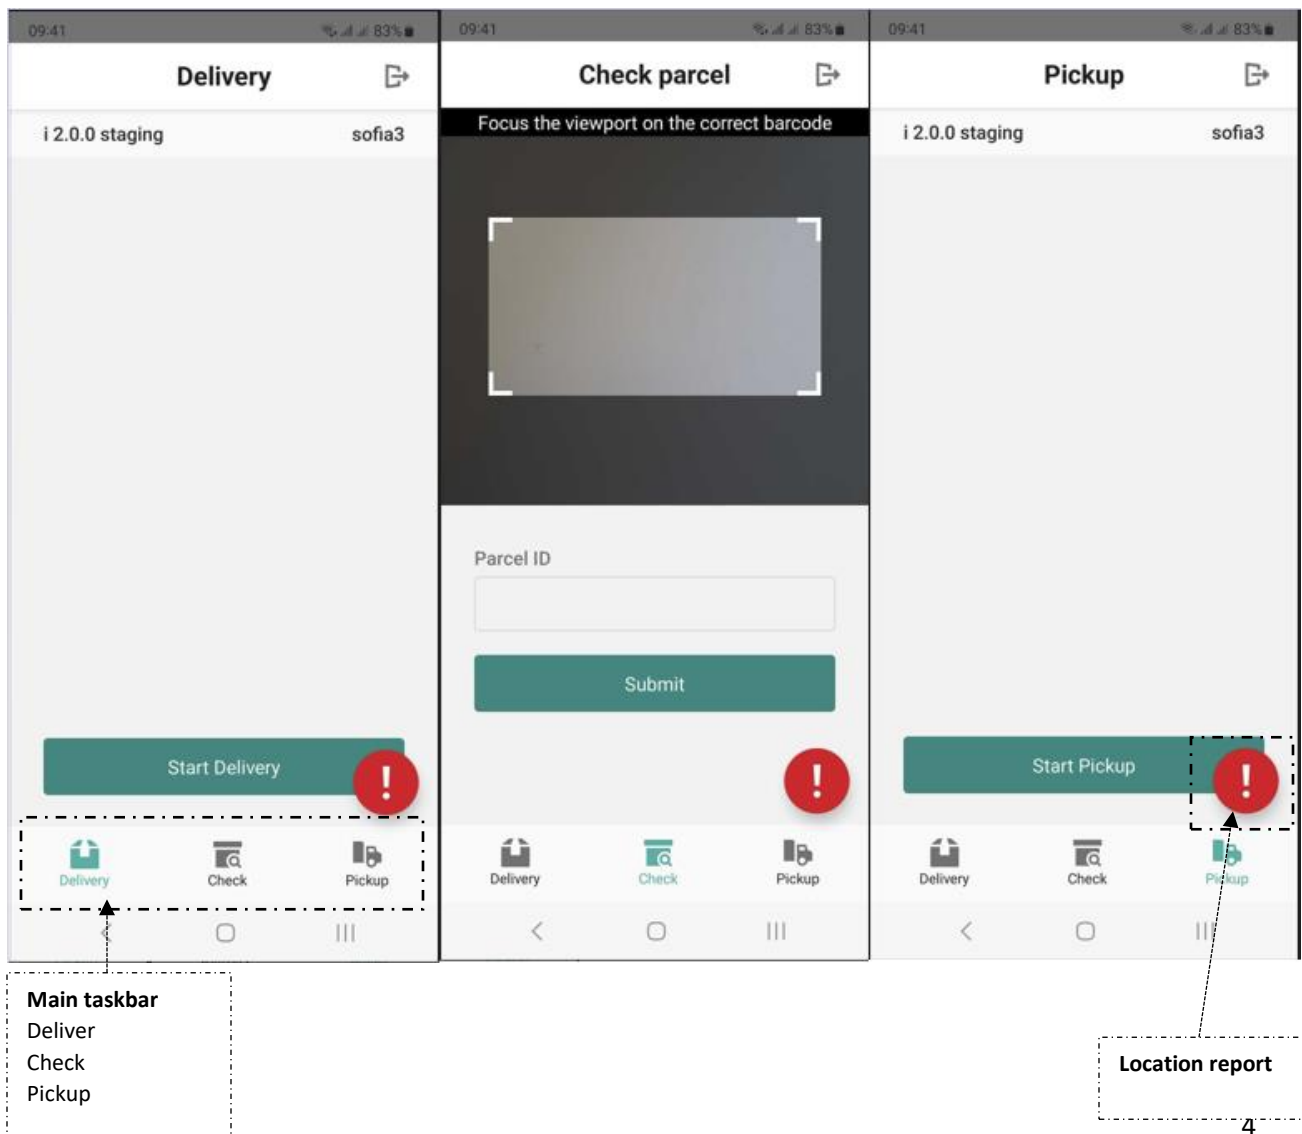 09:41 83%
Delivery
i 2.0.0 staging sofia3
Start Delivery
!
Delivery Check Pickup
09:41 83%
Check parcel
Focus the viewport on the correct barcode
Parcel ID
Submit
!
Delivery Check Pickup
09:41 83%
Pickup
i 2.0.0 staging sofia3
Start Pickup
!
Delivery Check Pickup
Main taskbar
Deliver
Check
Pickup
Location report
4